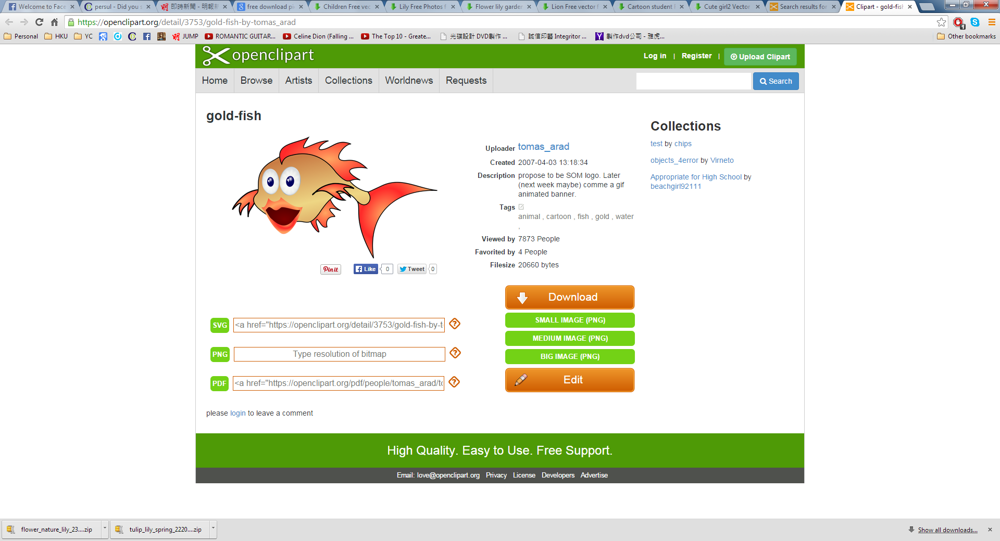 Welcome to Face
persul - Did you s
即時新聞 - 明報新
free download pi
Children Free vec
Lily Free Photos f
Flower lily garden
Lion Free vector f
Cartoon student F
Cute girl2 Vector
Search results for
Clipart - gold-fish
https://openclipart.org/detail/3753/gold-fish-by-tomas_arad
Personal
HKU
YC
JUMP
ROMANTIC GUITAR...
Celine Dion (Falling ...
The Top 10 - Greate...
光碟設計 DVD製作 ...
誠信印藝 Integritor ...
製作dvd公司 - 雅虎...
Other bookmarks
openclipart
Log in | Register | Upload Clipart
Home Browse Artists Collections Worldnews Requests
Search
gold-fish
Uploader tomas_arad
Created 2007-04-03 13:18:34
Description propose to be SOM logo. Later
(next week maybe) comme a gif
animated banner.
Tags
animal , cartoon , fish , gold , water
,
Viewed by 7873 People
Favorited by 4 People
Filesize 20660 bytes
Collections
test by chips
objects_4error by Virneto
Appropriate for High School by
beachgirl92111
Pin it
Like 0
Tweet 0
Download
SMALL IMAGE (PNG)
MEDIUM IMAGE (PNG)
BIG IMAGE (PNG)
Edit
SVG <a href="https://openclipart.org/detail/3753/gold-fish-by-t
PNG Type resolution of bitmap
PDF <a href="https://openclipart.org/pdf/people/tomas_arad/to
please login to leave a comment
High Quality. Easy to Use. Free Support.
Email: love@openclipart.org Privacy License Developers Advertise
flower_nature_lily_23....zip
tulip_lily_spring_2220....zip
Show all downloads...